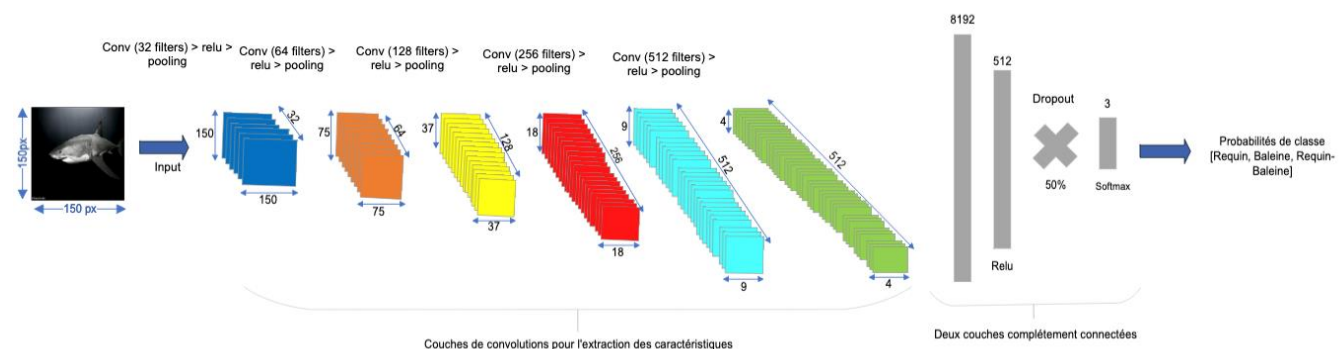 Conv (32 filters) > relu >
pooling
Conv (64 filters) >
relu > pooling
Conv (128 filters) >
relu > pooling
Conv (256 filters) >
relu > pooling
Conv (512 filters) >
relu > pooling
150px
150 px
Input
150
32
150
75
64
75
37
128
37
18
256
18
9
512
9
4
512
4
8192
512
Relu
Dropout
50%
3
Softmax
Probabilités de classe
[Requin, Baleine, Requin-
Baleine]
Couches de convolutions pour l'extraction des caractéristiques
Deux couches complétement connectées